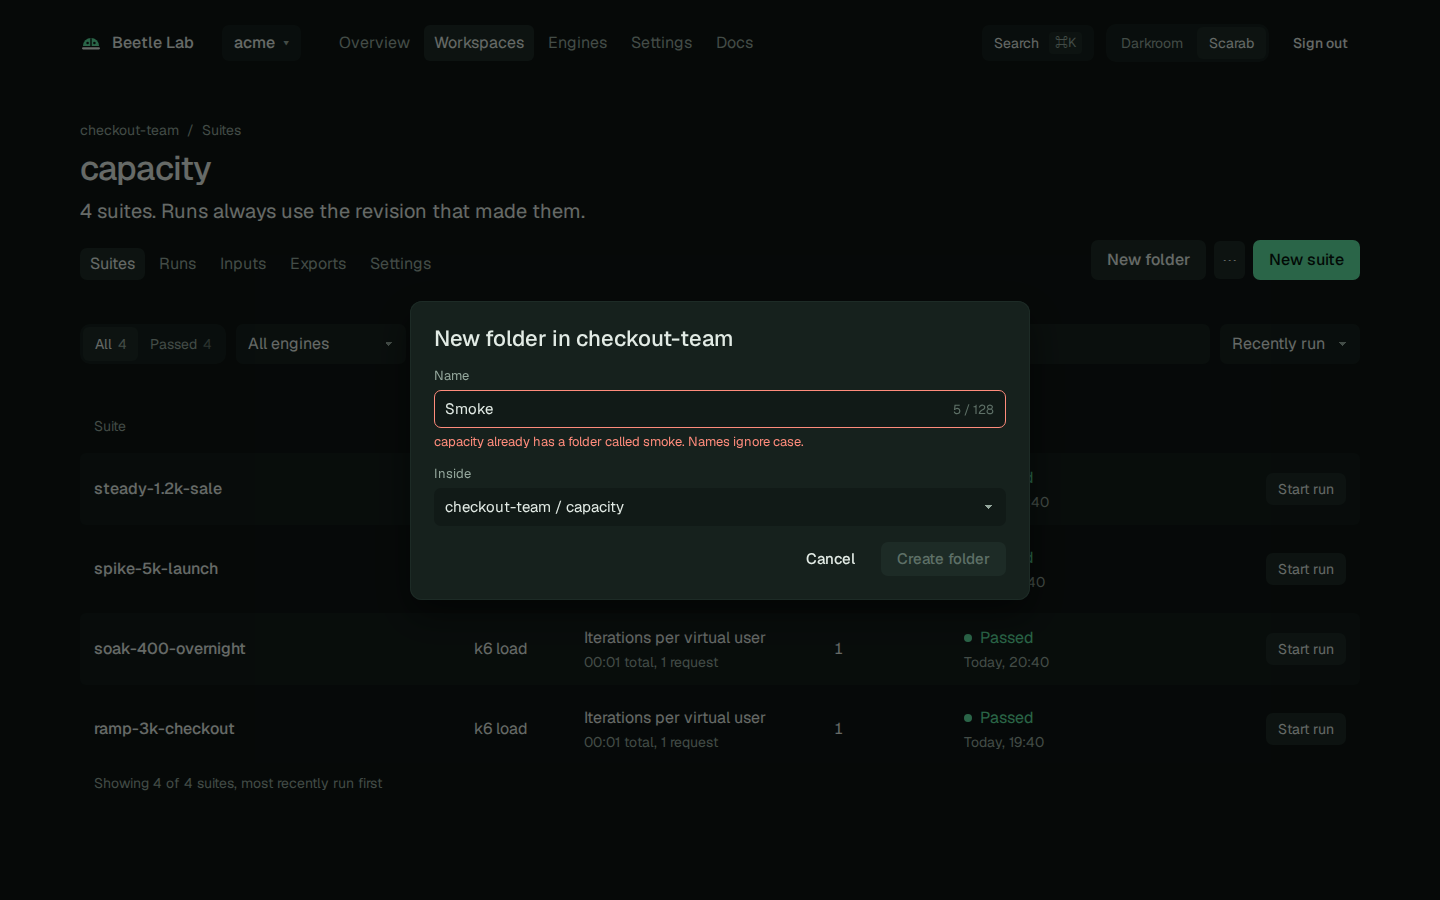 Beetle Lab
acme
Overview
Workspaces
Engines
Settings
Docs
Search ⌘K
Darkroom
Scarab
Sign out
checkout-team / Suites
capacity
4 suites. Runs always use the revision that made them.
Suites
Runs
Inputs
Exports
Settings
New folder
...
New suite
All 4
Passed 4
All engines
Recently run
New folder in checkout-team
Name
Smoke
5 / 128
capacity already has a folder called smoke. Names ignore case.
Inside
checkout-team / capacity
Cancel
Create folder
Suite
steady-1.2k-sale
Start run
spike-5k-launch
Start run
soak-400-overnight
k6 load
Iterations per virtual user
00:01 total, 1 request
1
Passed
Today, 20:40
Start run
ramp-3k-checkout
k6 load
Iterations per virtual user
00:01 total, 1 request
1
Passed
Today, 19:40
Start run
Showing 4 of 4 suites, most recently run first